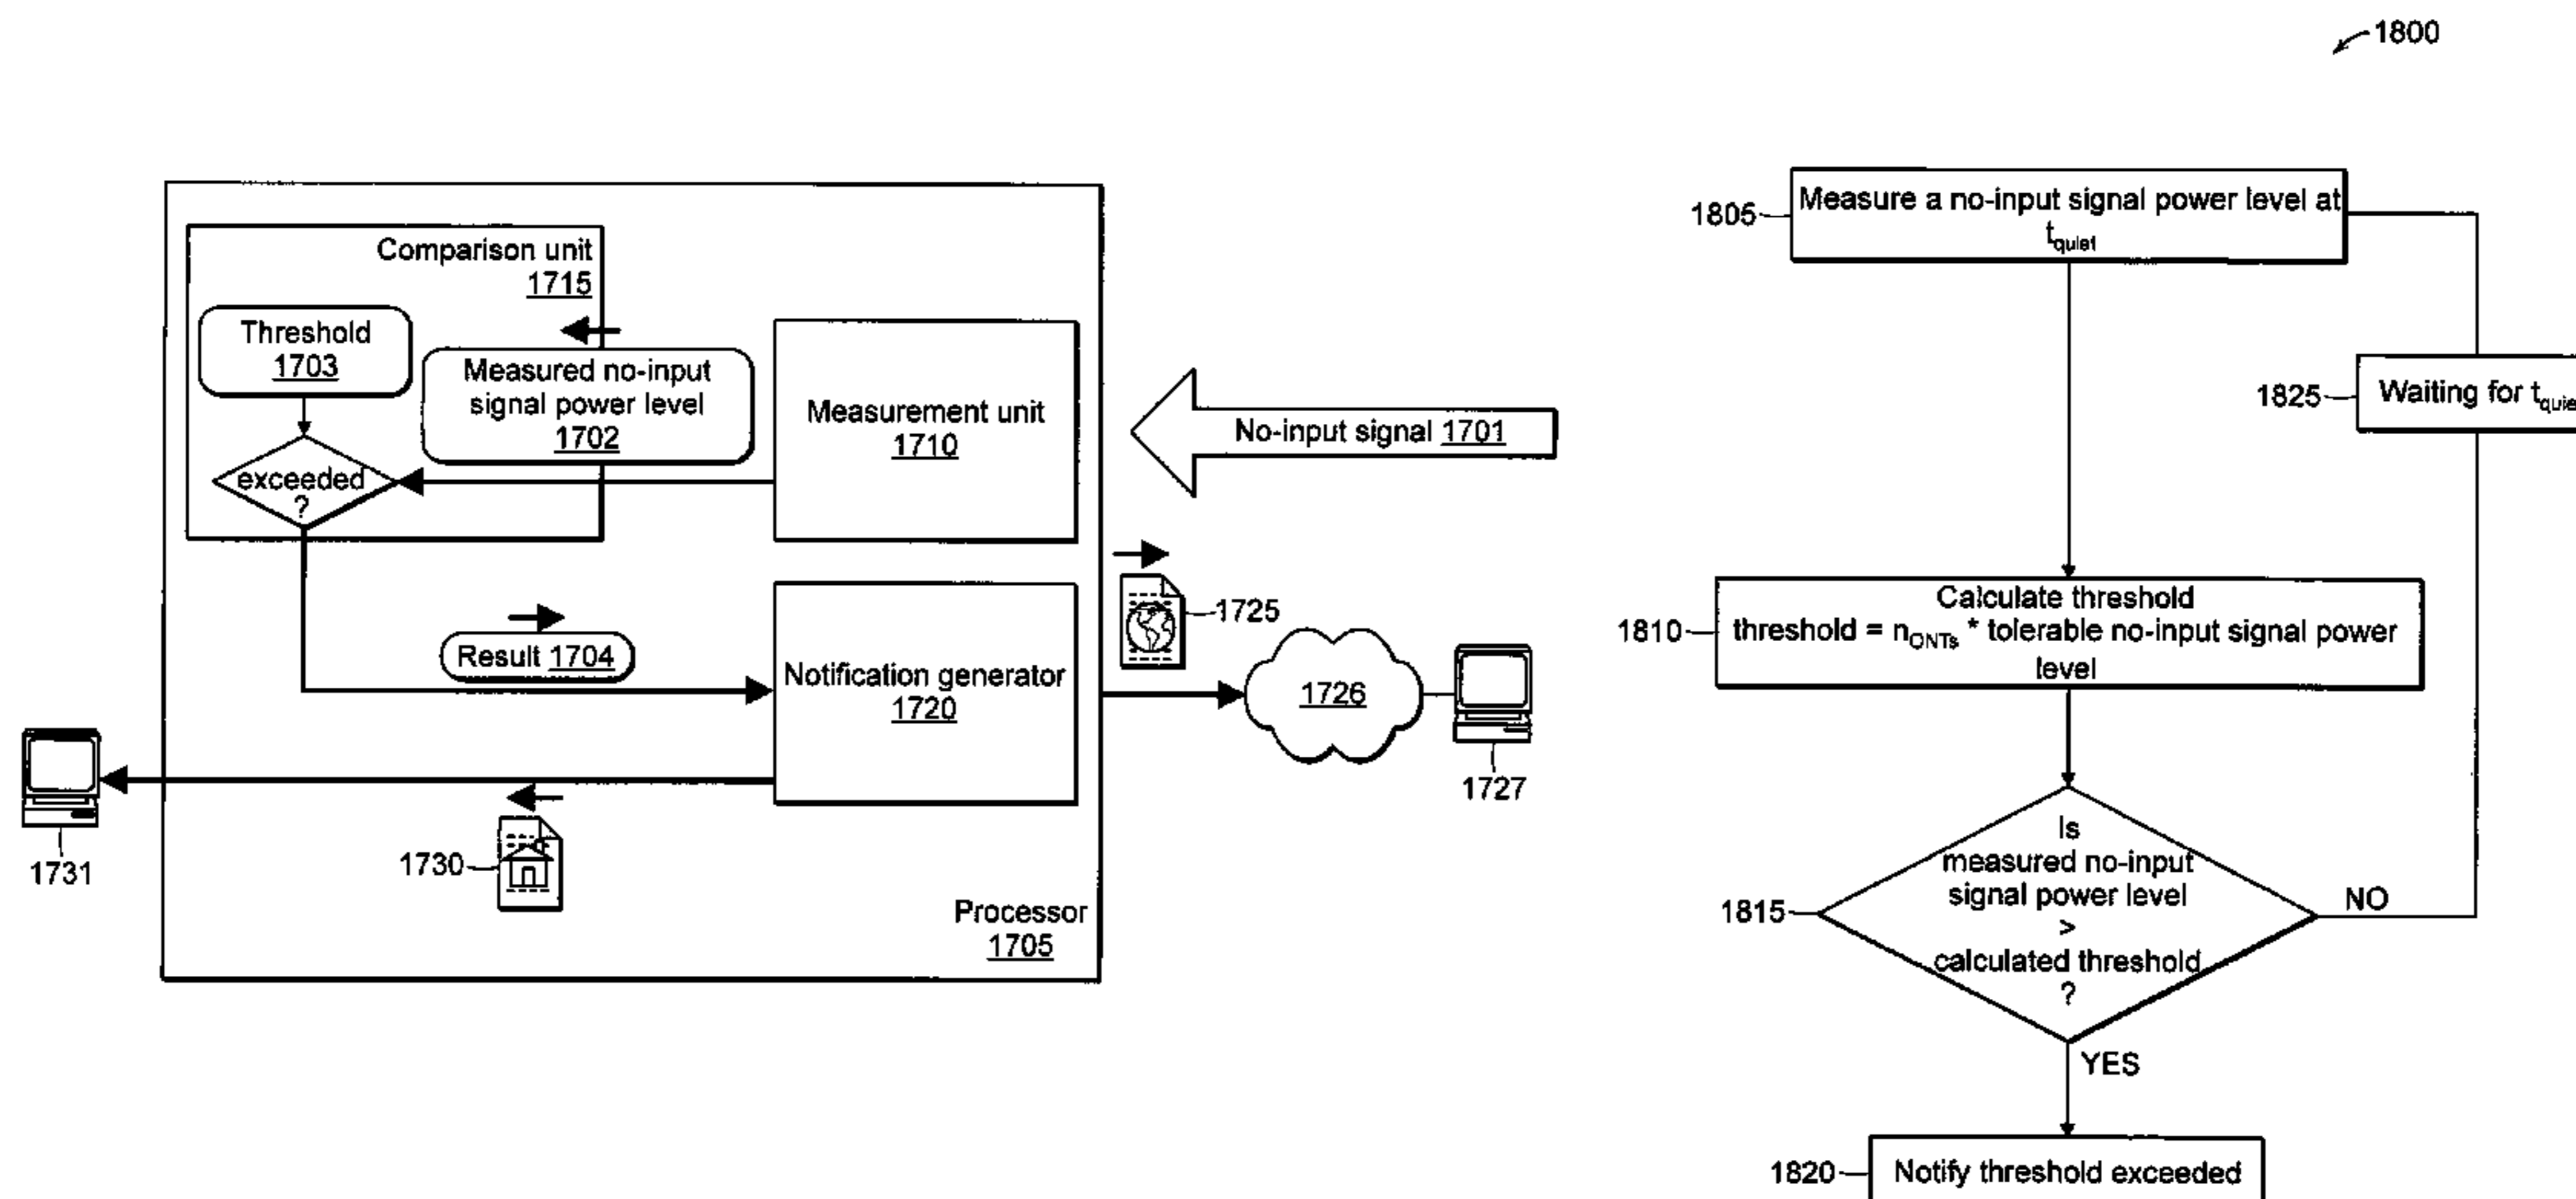 1800
Comparison unit
1715
Threshold
1703
Measured no-input
signal power level
1702
exceeded
?
Measurement unit
1710
No-input signal 1701
Result 1704
Notification generator
1720
1725
1726
1727
1731
1730
Processor
1705
1805
Measure a no-input signal power level at
tquiet
1825
Waiting for tquie
1810
Calculate threshold
threshold = nONTs * tolerable no-input signal power
level
1815
Is
measured no-input
signal power level
>
calculated threshold
?
NO
YES
1820
Notify threshold exceeded